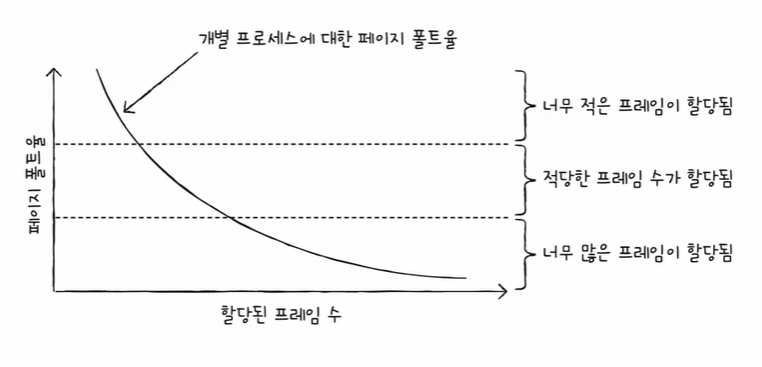 개별 프로세스에 대한 페이지 폴트율
너무 적은 프레임이 할당됨
페이지 폴트율
적당한 프레임 수가 할당됨
너무 많은 프레임이 할당됨
할당된 프레임 수